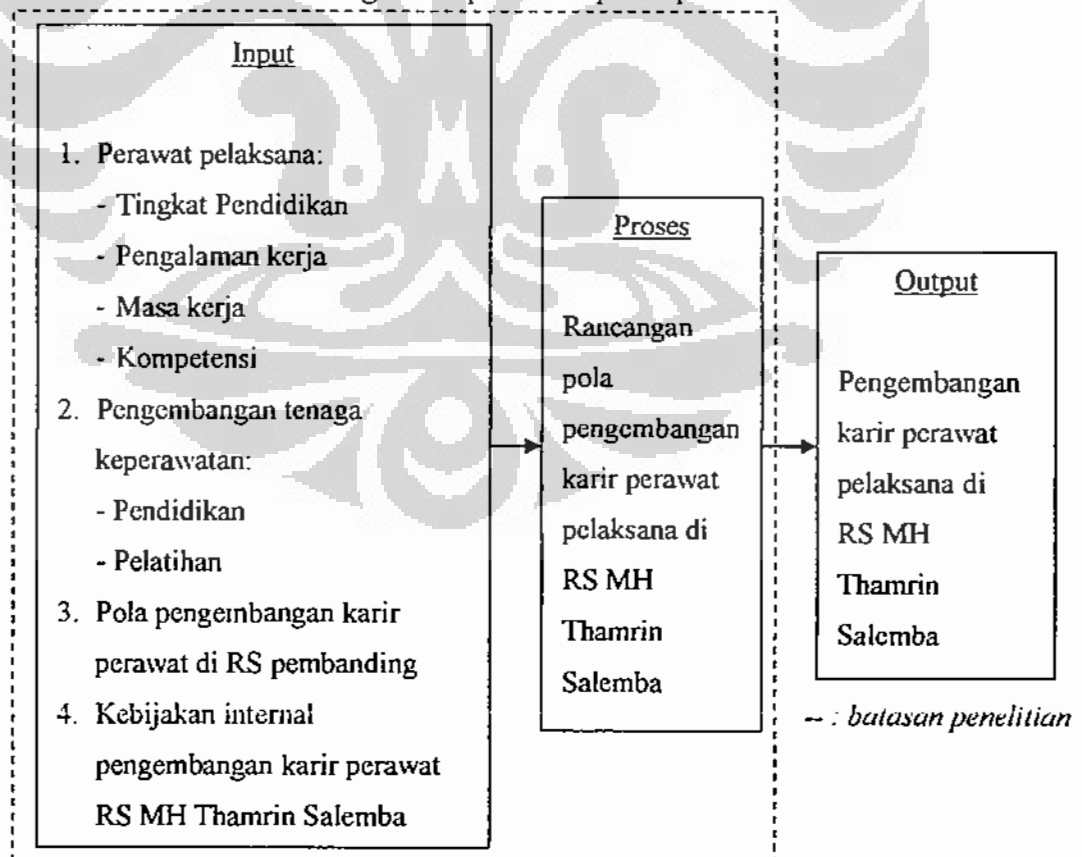 Input
1. Perawat pelaksana:
- Tingkat Pendidikan
- Pengalaman kerja
- Masa kerja
- Kompetensi
2. Pengembangan tenaga
keperawatan:
- Pendidikan
- Pelatihan
3. Pola pengembangan karir
perawat di RS pembanding
4. Kebijakan internal
pengembangan karir perawat
RS MH Thamrin Salemba
Proses
Rancangan
pola
pengembangan
karir perawat
pelaksana di
RS MH
Thamrin
Salemba
Output
Pengembangan
karir perawat
pelaksana di
RS MH
Thamrin
Salemba
-- : batasan penelitian